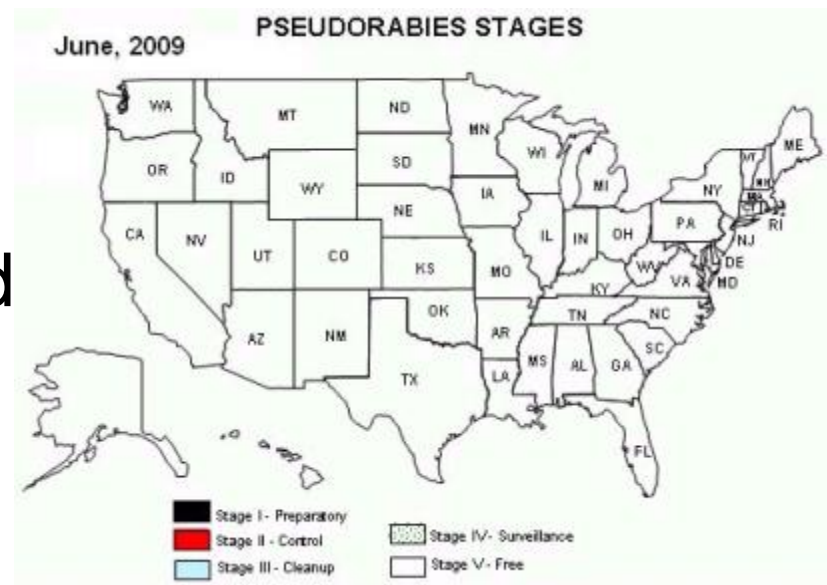 PSEUDORABIES STAGES
June, 2009
WA
MT
ND
MN
ME
OR
ID
SD
WI
VT
NH
WY
MI
NY
MA
CT
RI
IA
NE
CA
NV
UT
CO
IL
IN
OH
PA
NJ
DE
MD
KS
MO
WV
VA
KY
AZ
NM
OK
AR
TN
NC
SC
TX
LA
MS
AL
GA
FL
d
Stage I - Preparatory
Stage II - Control
Stage III - Cleanup
Stage IV- Surveillance
Stage V- Free